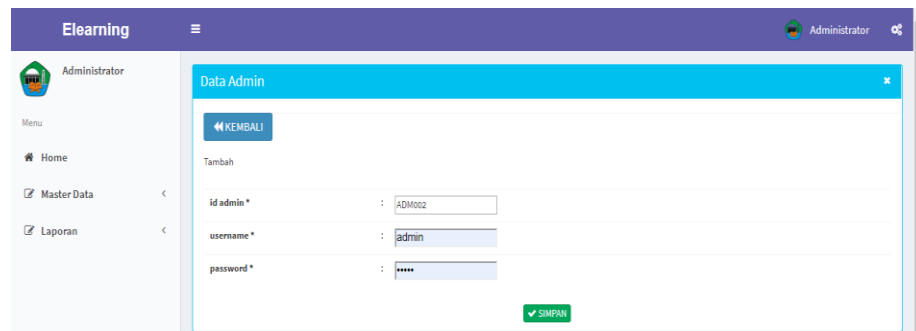 Elearning
Administrator
Administrator
Data Admin
Menu
KEMBALI
Home
Tambah
Master Data
id admin * : ADM002
Laporan
username * : admin
password * : •••••
SIMPAN